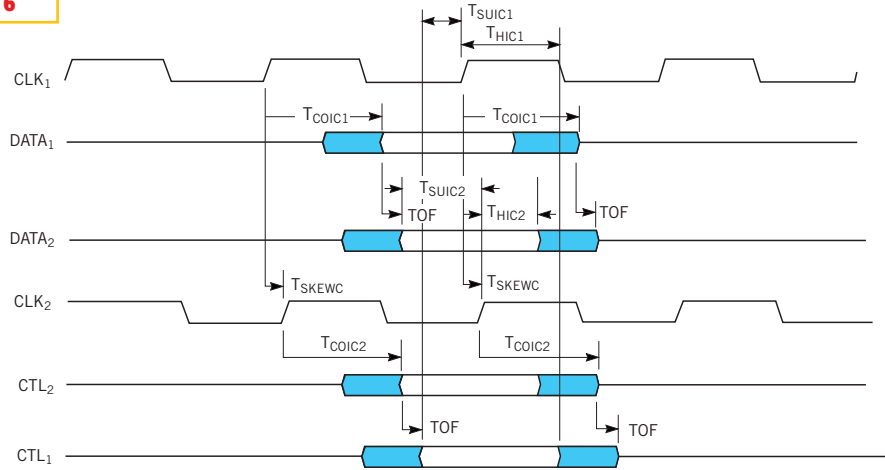 6
TSUIC1
THIC1
CLK1
TCOIC1 TCOIC1
DATA1
TSUIC2
TOF THIC2 TOF
DATA2
TSKEWC TSKEWC
CLK2
TCOIC2 TCOIC2
CTL2
TOF TOF
CTL1